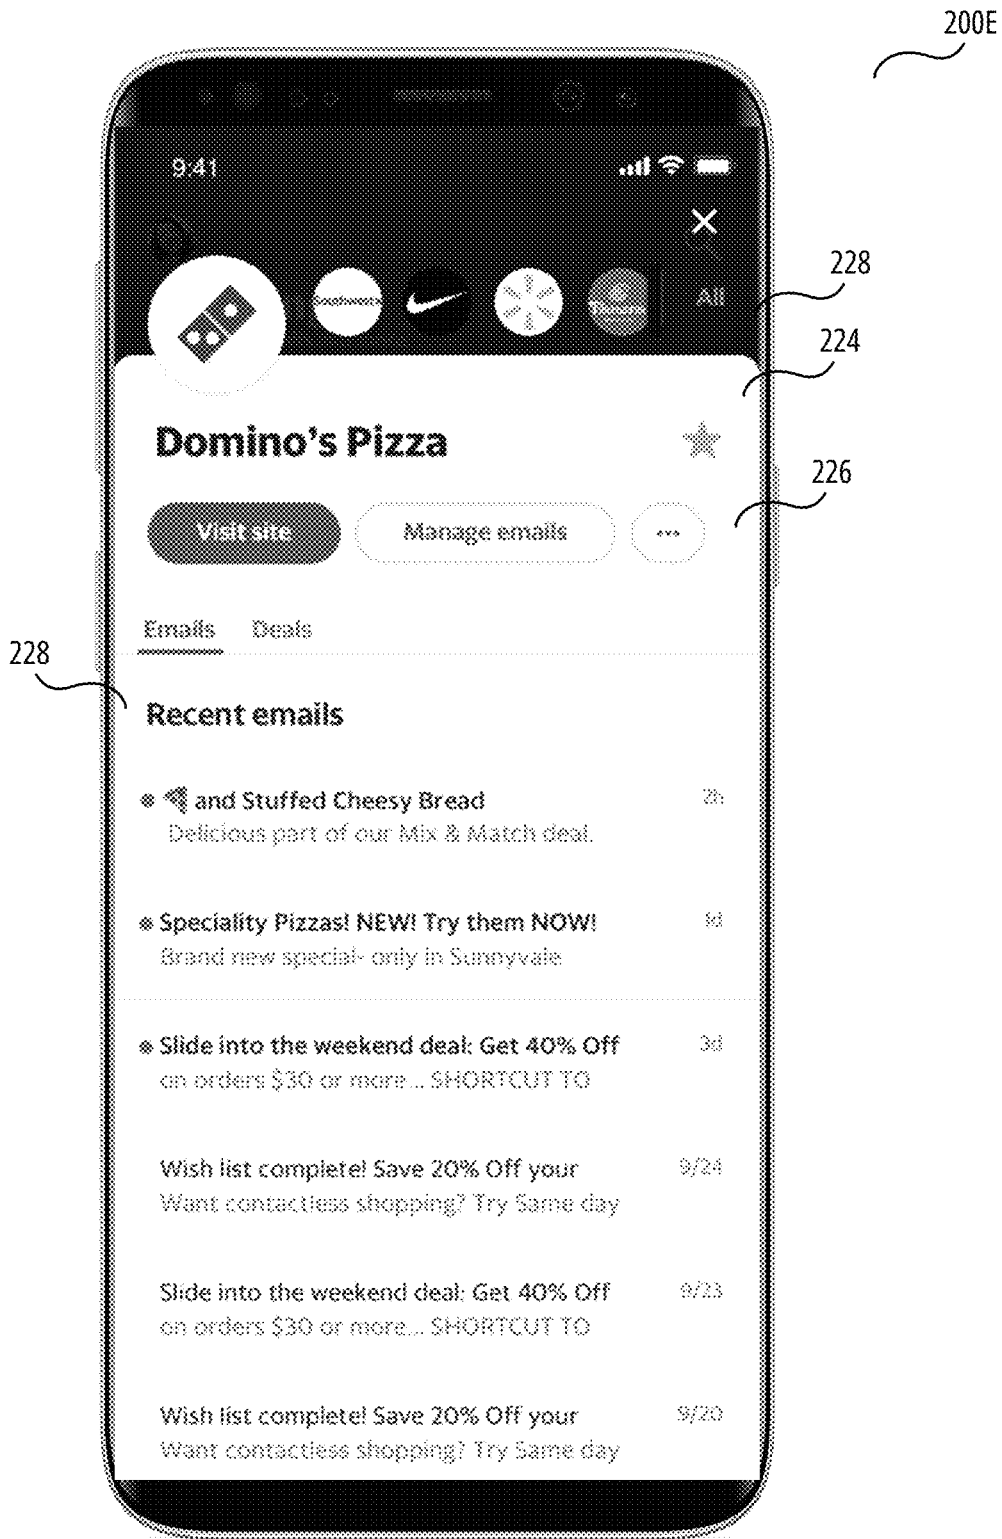 200E
9:41
228
All
224
Domino's Pizza
226
Visit site Manage emails •••
Emails Deals
228
Recent emails
and Stuffed Cheesy Bread 2h
Delicious part of our Mix & Match deal.
Speciality Pizzas! NEW! Try them NOW! 1d
Brand new special- only in Sunnyvale
Slide into the weekend deal: Get 40% Off 3d
on orders $30 or more... SHORTCUT TO
Wish list complete! Save 20% Off your 9/24
Want contactless shopping? Try Same day
Slide into the weekend deal: Get 40% Off 9/23
on orders $30 or more... SHORTCUT TO
Wish list complete! Save 20% Off your 9/20
Want contactless shopping? Try Same day